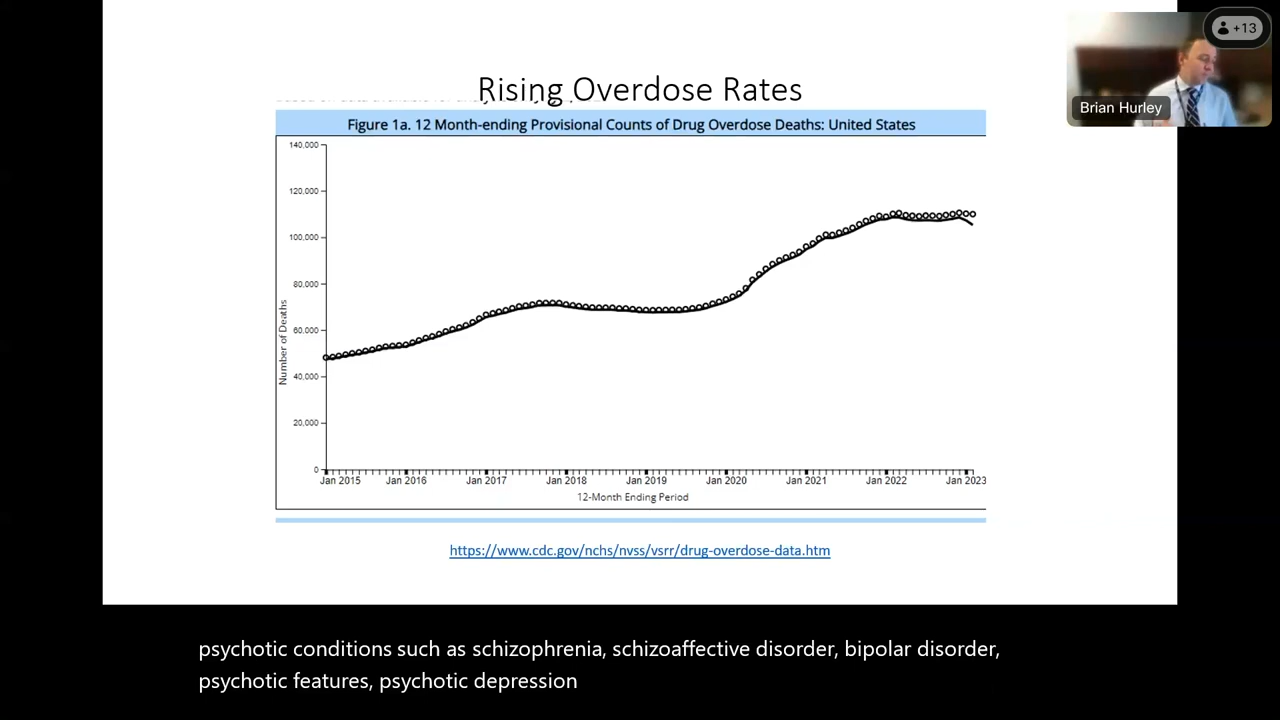 +13
Brian Hurley
Rising Overdose Rates
Figure 1a. 12 Month-ending Provisional Counts of Drug Overdose Deaths: United States
140,000
120,000
100,000
80,000
60,000
40,000
20,000
0
Number of Deaths
Jan 2015 Jan 2016 Jan 2017 Jan 2018 Jan 2019 Jan 2020 Jan 2021 Jan 2022 Jan 2023
12-Month Ending Period
https://www.cdc.gov/nchs/nvss/vsrr/drug-overdose-data.htm
psychotic conditions such as schizophrenia, schizoaffective disorder, bipolar disorder,
psychotic features, psychotic depression